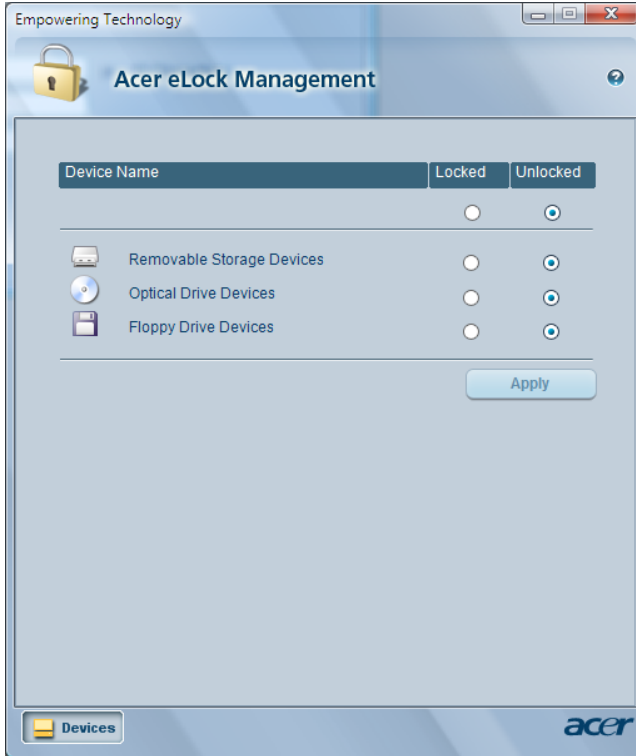 Empowering Technology
Acer eLock Management
Device Name Locked Unlocked
Removable Storage Devices
Optical Drive Devices
Floppy Drive Devices
Apply
Devices
acer